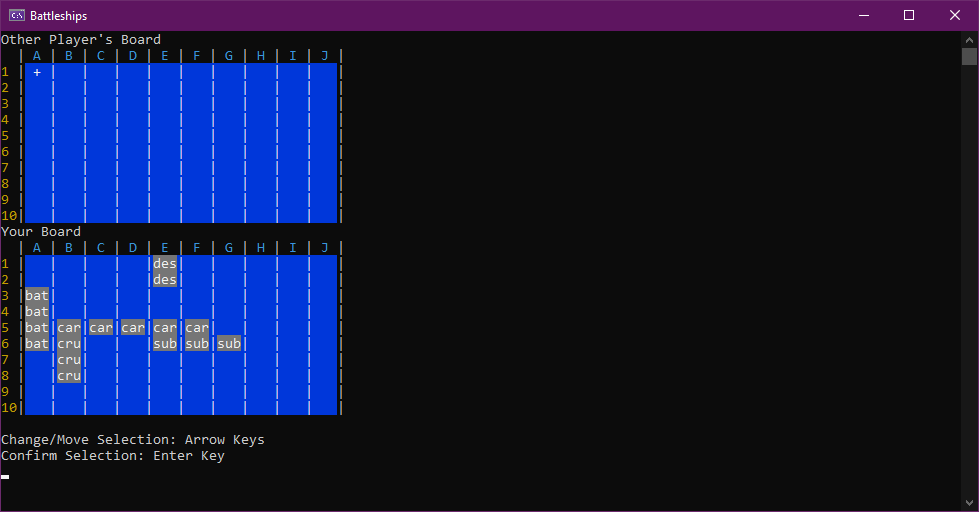 Battleships
Other Player's Board
  | A | B | C | D | E | F | G | H | I | J |
1 | + |   |   |   |   |   |   |   |   |   |
2 |   |   |   |   |   |   |   |   |   |   |
3 |   |   |   |   |   |   |   |   |   |   |
4 |   |   |   |   |   |   |   |   |   |   |
5 |   |   |   |   |   |   |   |   |   |   |
6 |   |   |   |   |   |   |   |   |   |   |
7 |   |   |   |   |   |   |   |   |   |   |
8 |   |   |   |   |   |   |   |   |   |   |
9 |   |   |   |   |   |   |   |   |   |   |
10|   |   |   |   |   |   |   |   |   |   |
Your Board
  | A | B | C | D | E | F | G | H | I | J |
1 |   |   |   |   |des|   |   |   |   |   |
2 |   |   |   |   |des|   |   |   |   |   |
3 |bat|   |   |   |   |   |   |   |   |   |
4 |bat|   |   |   |   |   |   |   |   |   |
5 |bat|car|car|car|car|car|   |   |   |   |
6 |bat|cru|   |   |sub|sub|sub|   |   |   |
7 |   |cru|   |   |   |   |   |   |   |   |
8 |   |cru|   |   |   |   |   |   |   |   |
9 |   |   |   |   |   |   |   |   |   |   |
10|   |   |   |   |   |   |   |   |   |   |
Change/Move Selection: Arrow Keys
Confirm Selection: Enter Key